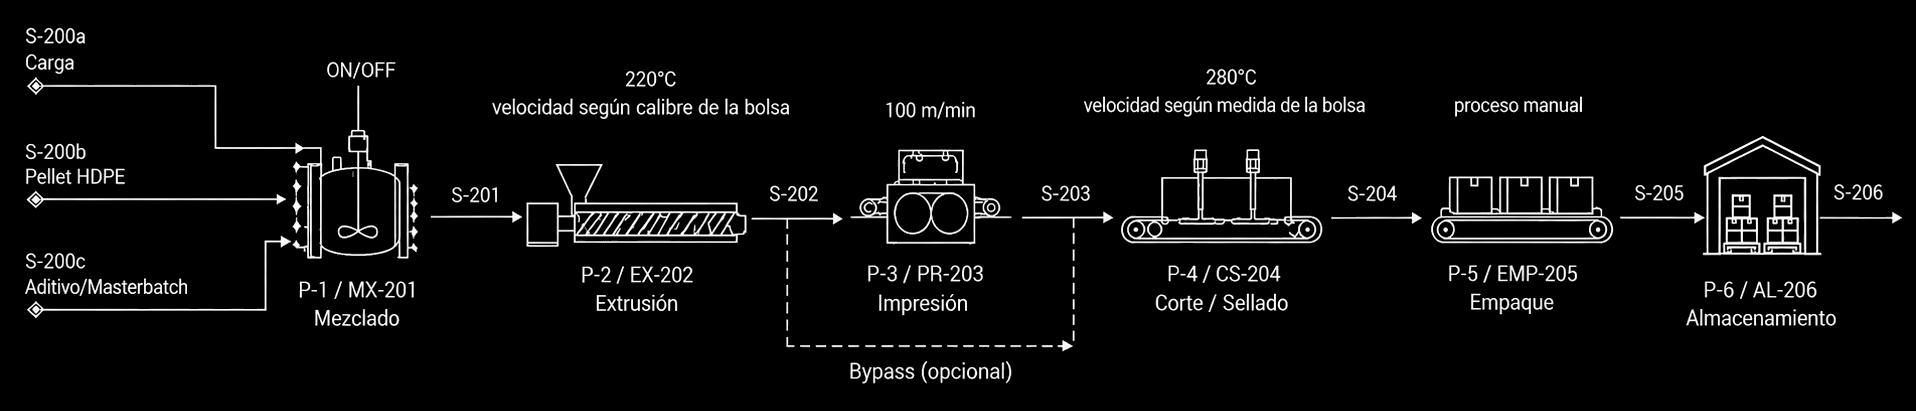 S-200a
Carga
S-200b
Pellet HDPE
S-200c
Aditivo/Masterbatch
ON/OFF
P-1 / MX-201
Mezclado
S-201
220°C
velocidad según calibre de la bolsa
P-2 / EX-202
Extrusión
S-202
100 m/min
P-3 / PR-203
Impresión
Bypass (opcional)
S-203
280°C
velocidad según medida de la bolsa
P-4 / CS-204
Corte / Sellado
S-204
proceso manual
P-5 / EMP-205
Empaque
S-205
P-6 / AL-206
Almacenamiento
S-206